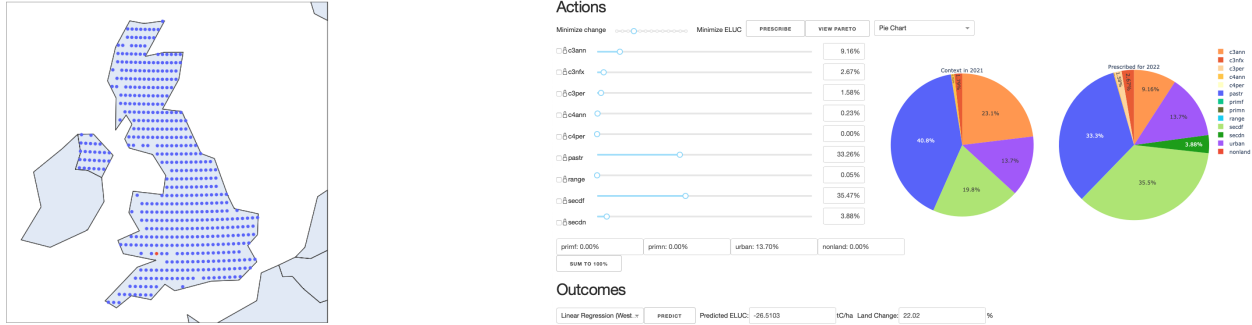 Actions
Minimize change Minimize ELUC PRESCRIBE VIEW PARETO Pie Chart
c3ann 9.16%
c3nfx 2.67%
c3per 1.58%
c4ann 0.23%
c4per 0.00%
pastr 33.26%
range 0.05%
secdf 35.47%
secdn 3.88%
primf: 0.00% primn: 0.00% urban: 13.70% nonland: 0.00%
SUM TO 100%
Context in 2021
23.1%
13.7%
19.8%
40.8%
Prescribed for 2022
9.16%
13.7%
3.88%
35.5%
33.3%
c3ann
c3nfx
c3per
c4ann
c4per
pastr
primf
primn
range
secdf
secdn
urban
nonland
Outcomes
Linear Regression (West... PREDICT Predicted ELUC: -26.5103 tC/ha Land Change: 22.02 %